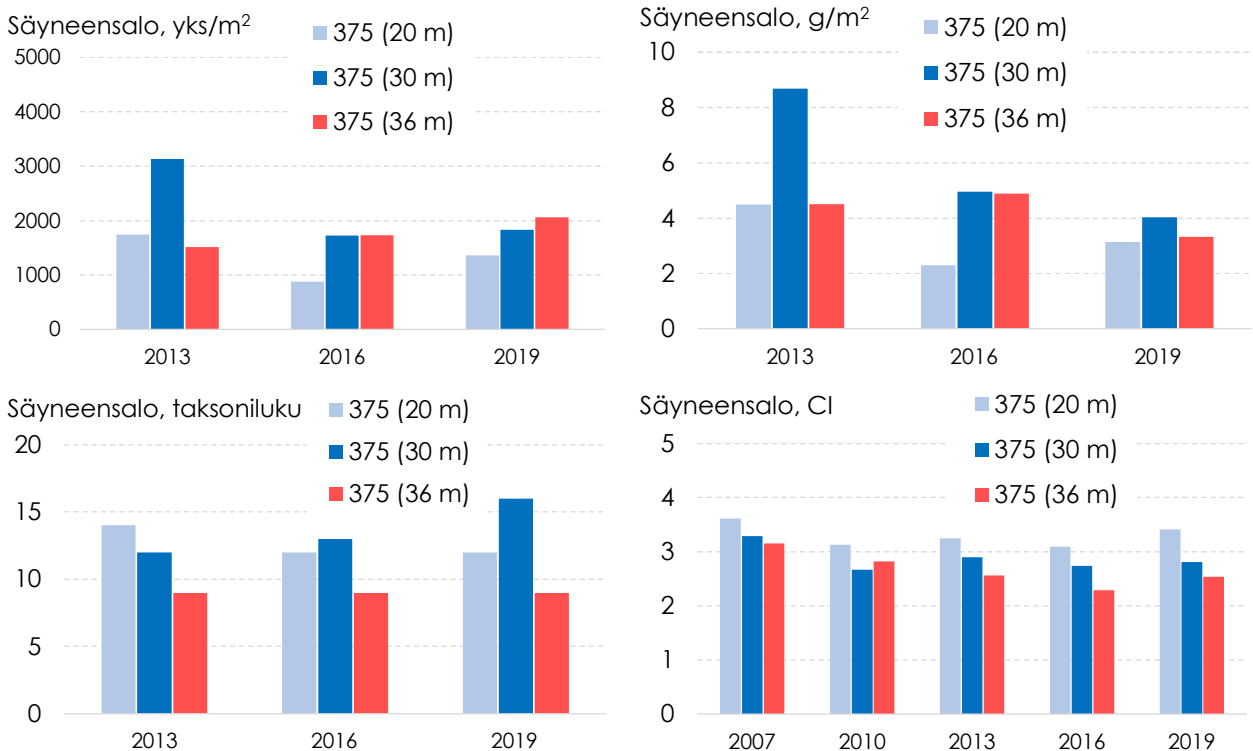 Säyneensalo, yks/m²
375 (20 m)
375 (30 m)
375 (36 m)
5000
4000
3000
2000
1000
0
2013 2016 2019
Säyneensalo, g/m²
375 (20 m)
375 (30 m)
375 (36 m)
10
8
6
4
2
0
2013 2016 2019
Säyneensalo, taksoniluku
375 (20 m)
375 (30 m)
375 (36 m)
20
15
10
5
0
2013 2016 2019
Säyneensalo, CI
375 (20 m)
375 (30 m)
375 (36 m)
5
4
3
2
1
0
2007 2010 2013 2016 2019